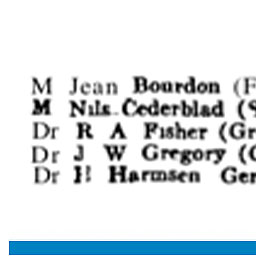 M Jean Bourdon (F
M Nils Cederblad (S
Dr R A Fisher (Gr
Dr J W Gregory (G
Dr H Harmsen Ger